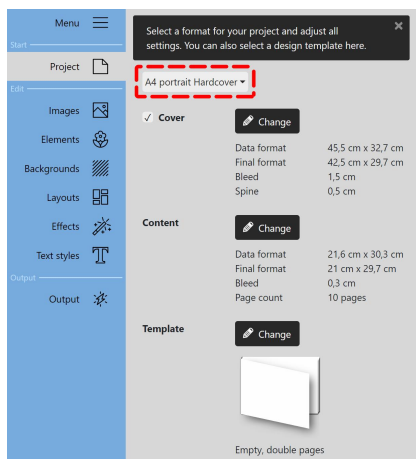 Menu
Start
Project
Edit
Images
Elements
Backgrounds
Layouts
Effects
Text styles
Output
Output
Select a format for your project and adjust all
settings. You can also select a design template here.
×
A4 portrait Hardcover
Cover
Change
Data format 45,5 cm x 32,7 cm
Final format 42,5 cm x 29,7 cm
Bleed 1,5 cm
Spine 0,5 cm
Content
Change
Data format 21,6 cm x 30,3 cm
Final format 21 cm x 29,7 cm
Bleed 0,3 cm
Page count 10 pages
Template
Change
Empty, double pages